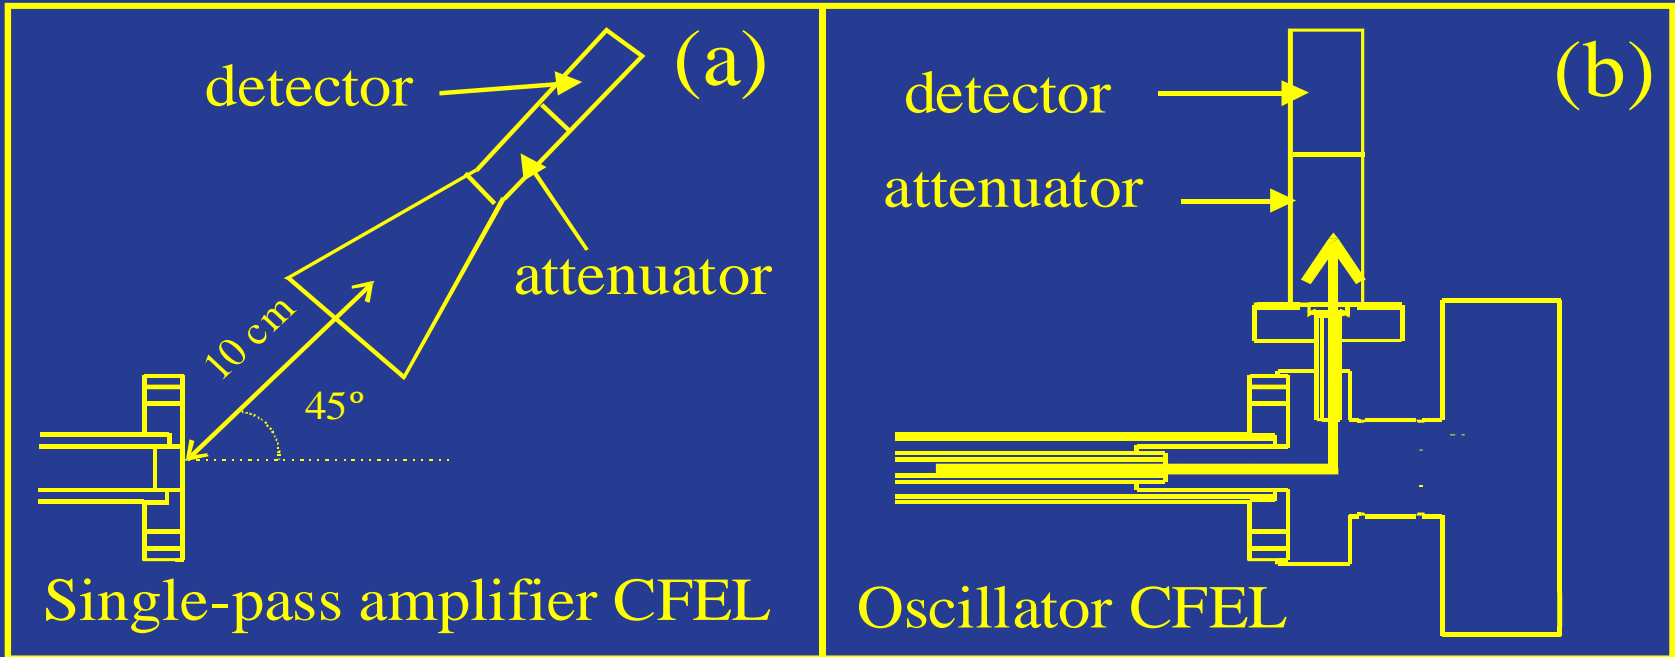 (a)
detector
attenuator
10 cm
45°
Single-pass amplifier CFEL
(b)
detector
attenuator
Oscillator CFEL